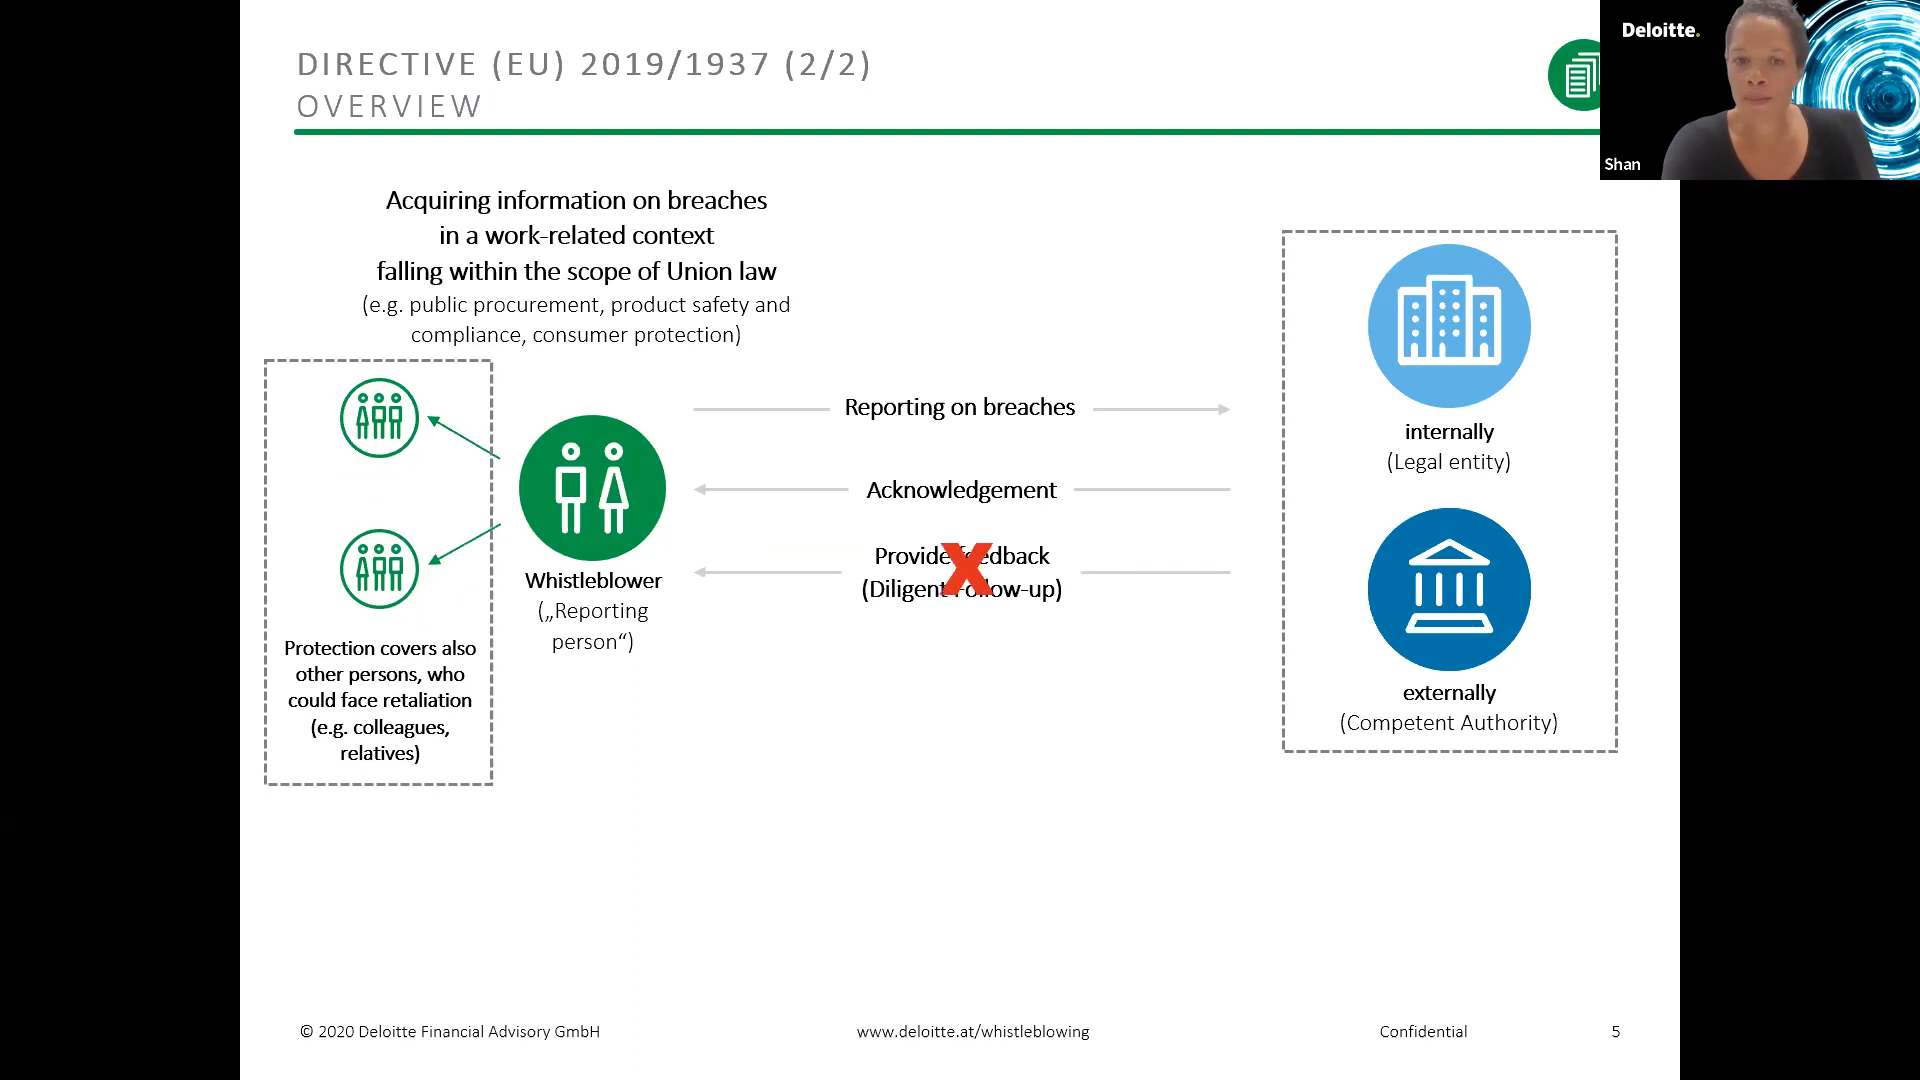 DIRECTIVE (EU) 2019/1937 (2/2)
OVERVIEW
Deloitte.
Shan
Acquiring information on breaches
in a work-related context
falling within the scope of Union law
(e.g. public procurement, product safety and
compliance, consumer protection)
Reporting on breaches
Acknowledgement
Provide feedback
(Diligent Follow-up)
X
Whistleblower
(„Reporting
person“)
Protection covers also
other persons, who
could face retaliation
(e.g. colleagues,
relatives)
internally
(Legal entity)
externally
(Competent Authority)
© 2020 Deloitte Financial Advisory GmbH
www.deloitte.at/whistleblowing
Confidential
5